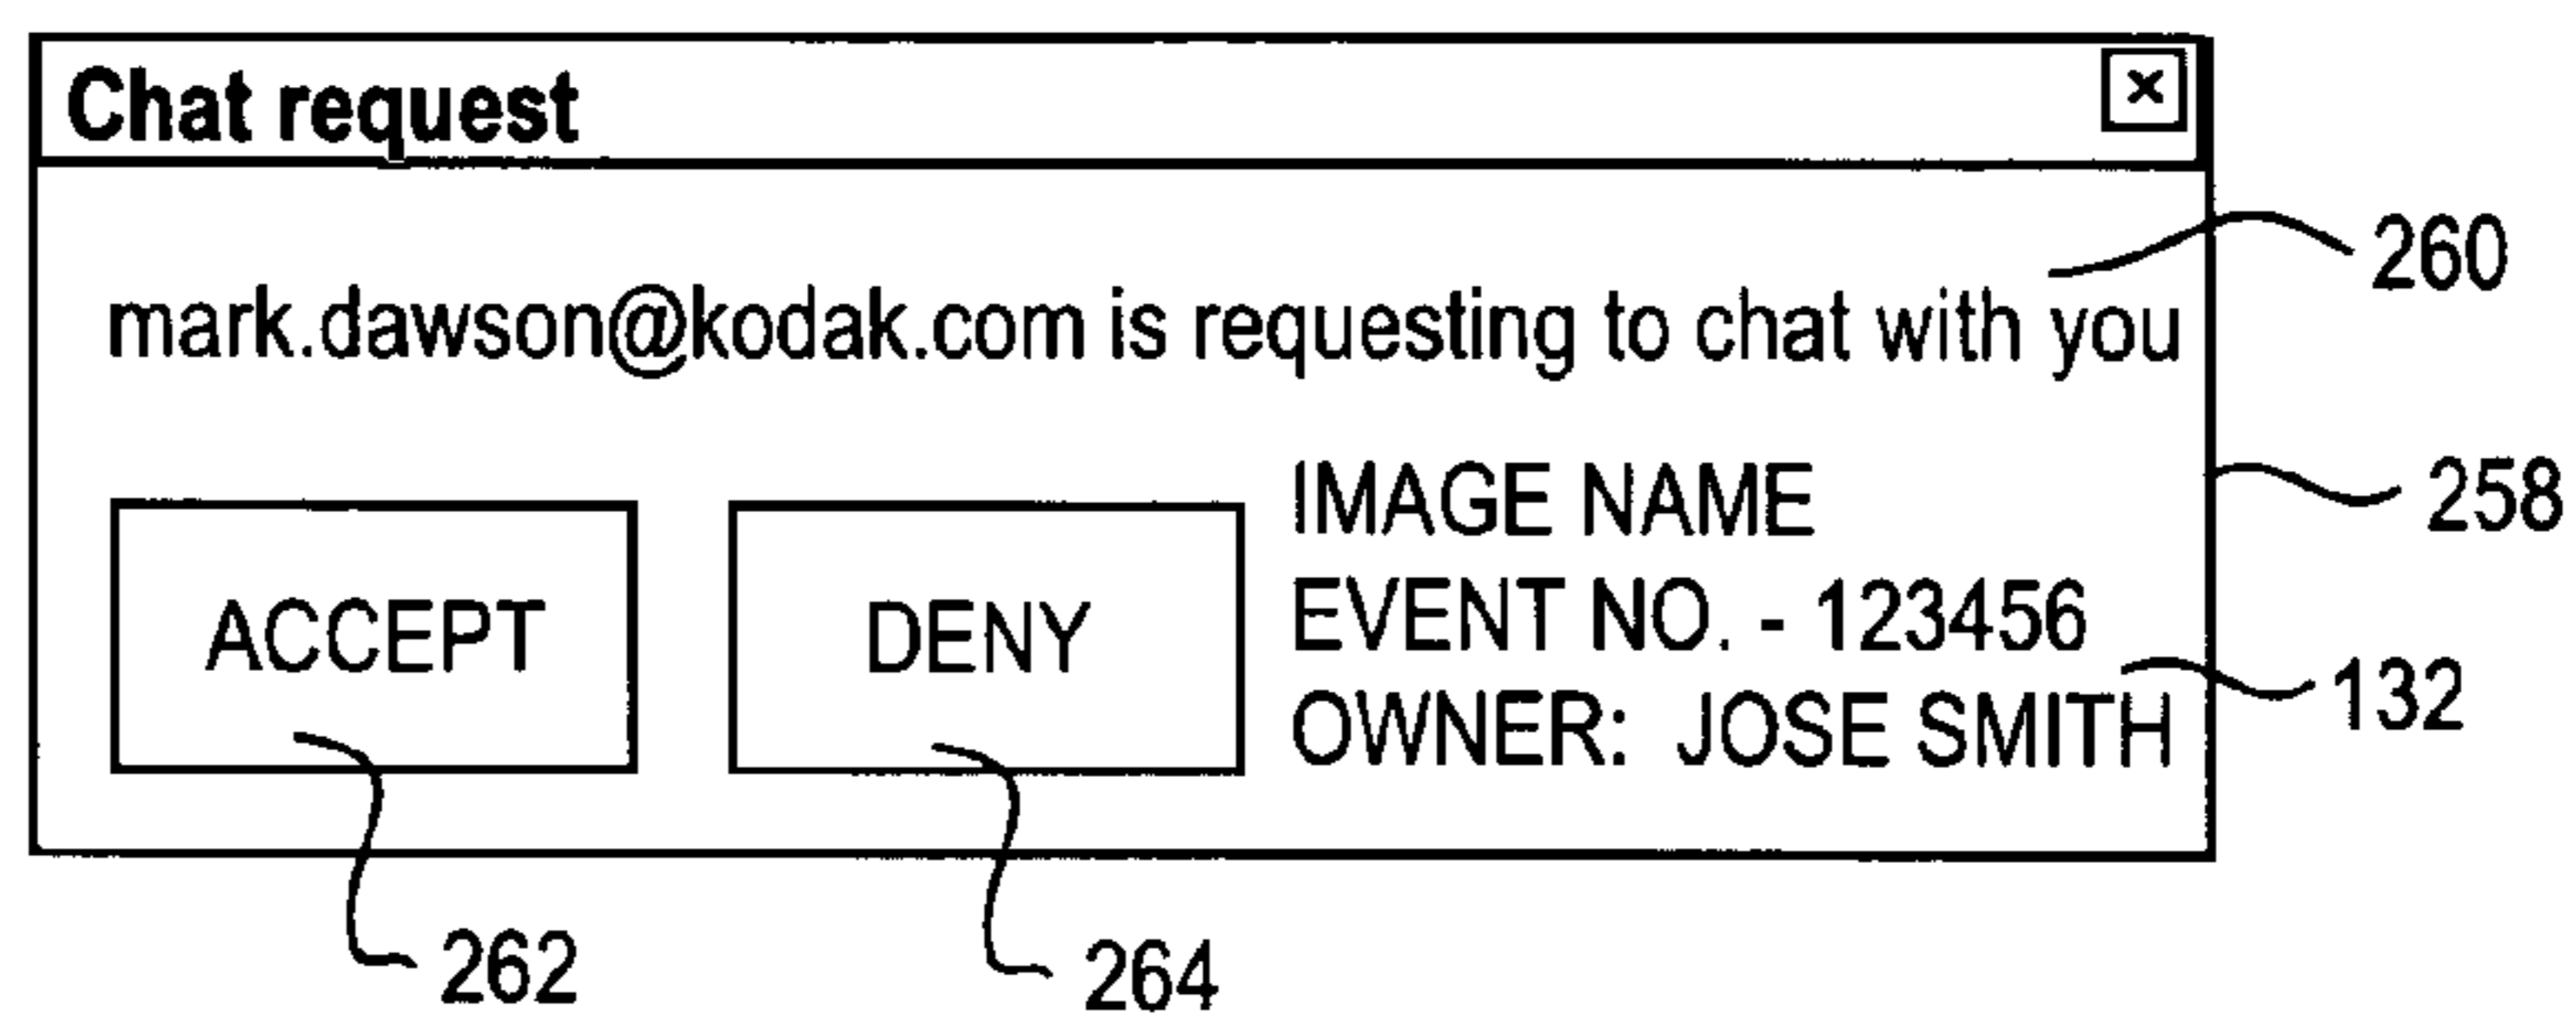 Chat request ×
260
mark.dawson@kodak.com is requesting to chat with you
258
IMAGE NAME
ACCEPT
DENY
EVENT NO. - 123456
132
OWNER: JOSE SMITH
262
264